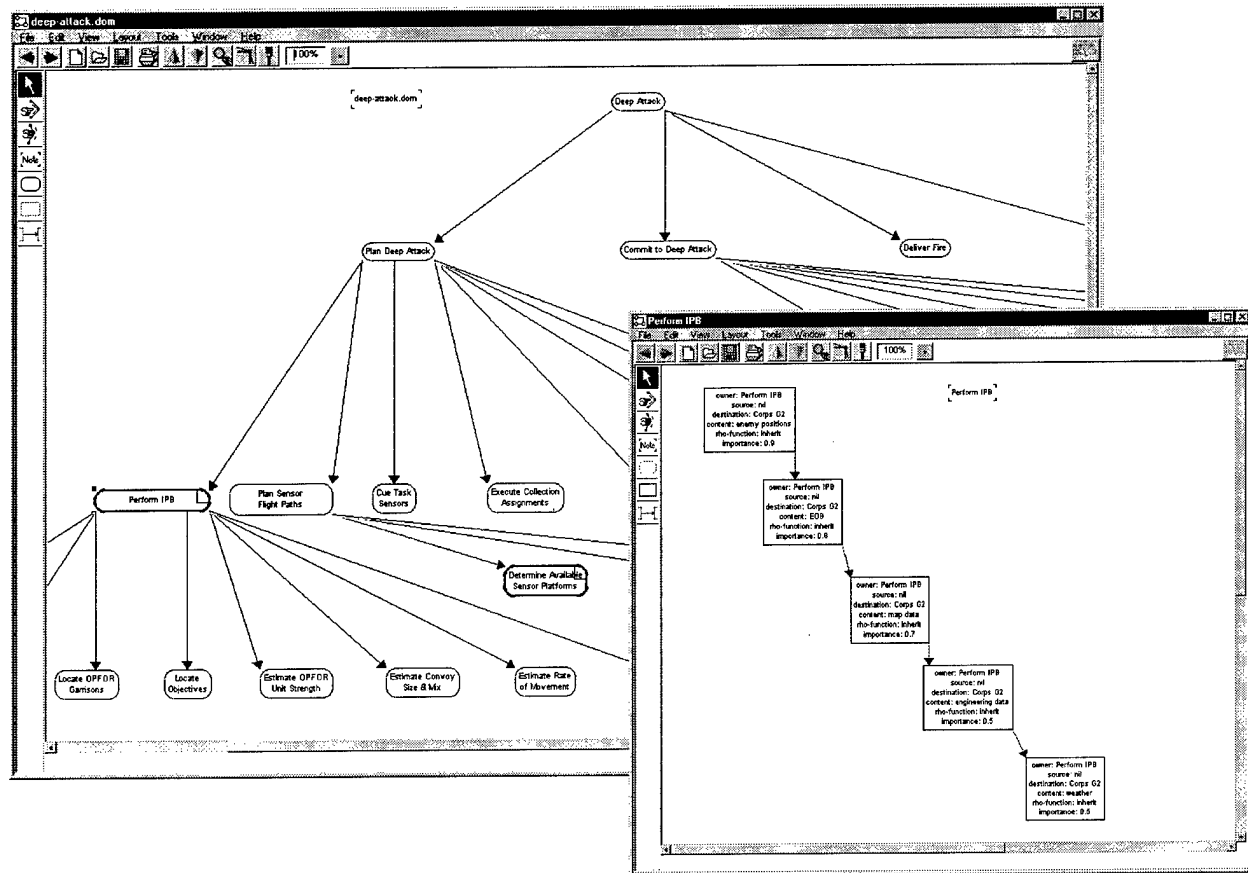 deep-attack.dom
File Edit View Layout Tools Window Help
100%
deep-attack.dom
Deep Attack
Note
Plan Deep Attack
Commit to Deep Attack
Deliver Fire
Perform IPB
Plan Sensor
Flight Paths
Cue Task
Sensors
Execute Collection
Assignments
Determine Available
Sensor Platforms
Locate OPFOR
Garrisons
Locate
Objectives
Estimate OPFOR
Unit Strength
Estimate Convoy
Size & Mix
Estimate Rate
of Movement
Perform IPB
File Edit View Layout Tools Window Help
100%
Perform IPB
Note
owner: Perform IPB
source: nil
destination: Corps G2
content: enemy positions
rho-function: inherit
importance: 0.9
owner: Perform IPB
source: nil
destination: Corps G2
content: EOB
rho-function: inherit
importance: 0.8
owner: Perform IPB
source: nil
destination: Corps G2
content: map data
rho-function: inherit
importance: 0.7
owner: Perform IPB
source: nil
destination: Corps G2
content: engineering data
rho-function: inherit
importance: 0.5
owner: Perform IPB
source: nil
destination: Corps G2
content: weather
rho-function: inherit
importance: 0.5